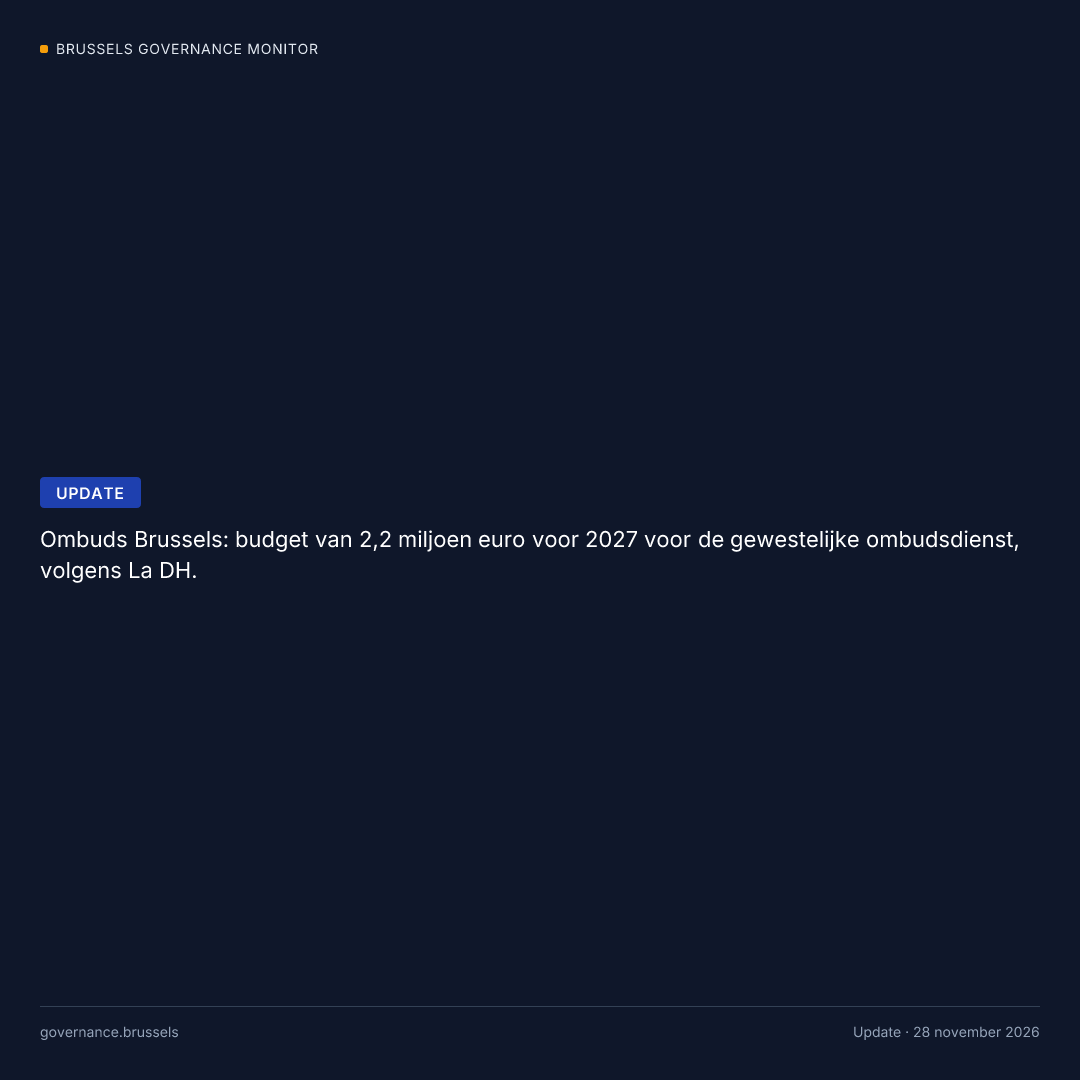 BRUSSELS GOVERNANCE MONITOR
UPDATE
Ombuds Brussels: budget van 2,2 miljoen euro voor 2027 voor de gewestelijke ombudsdienst,
volgens La DH.
governance.brussels
Update · 28 november 2026